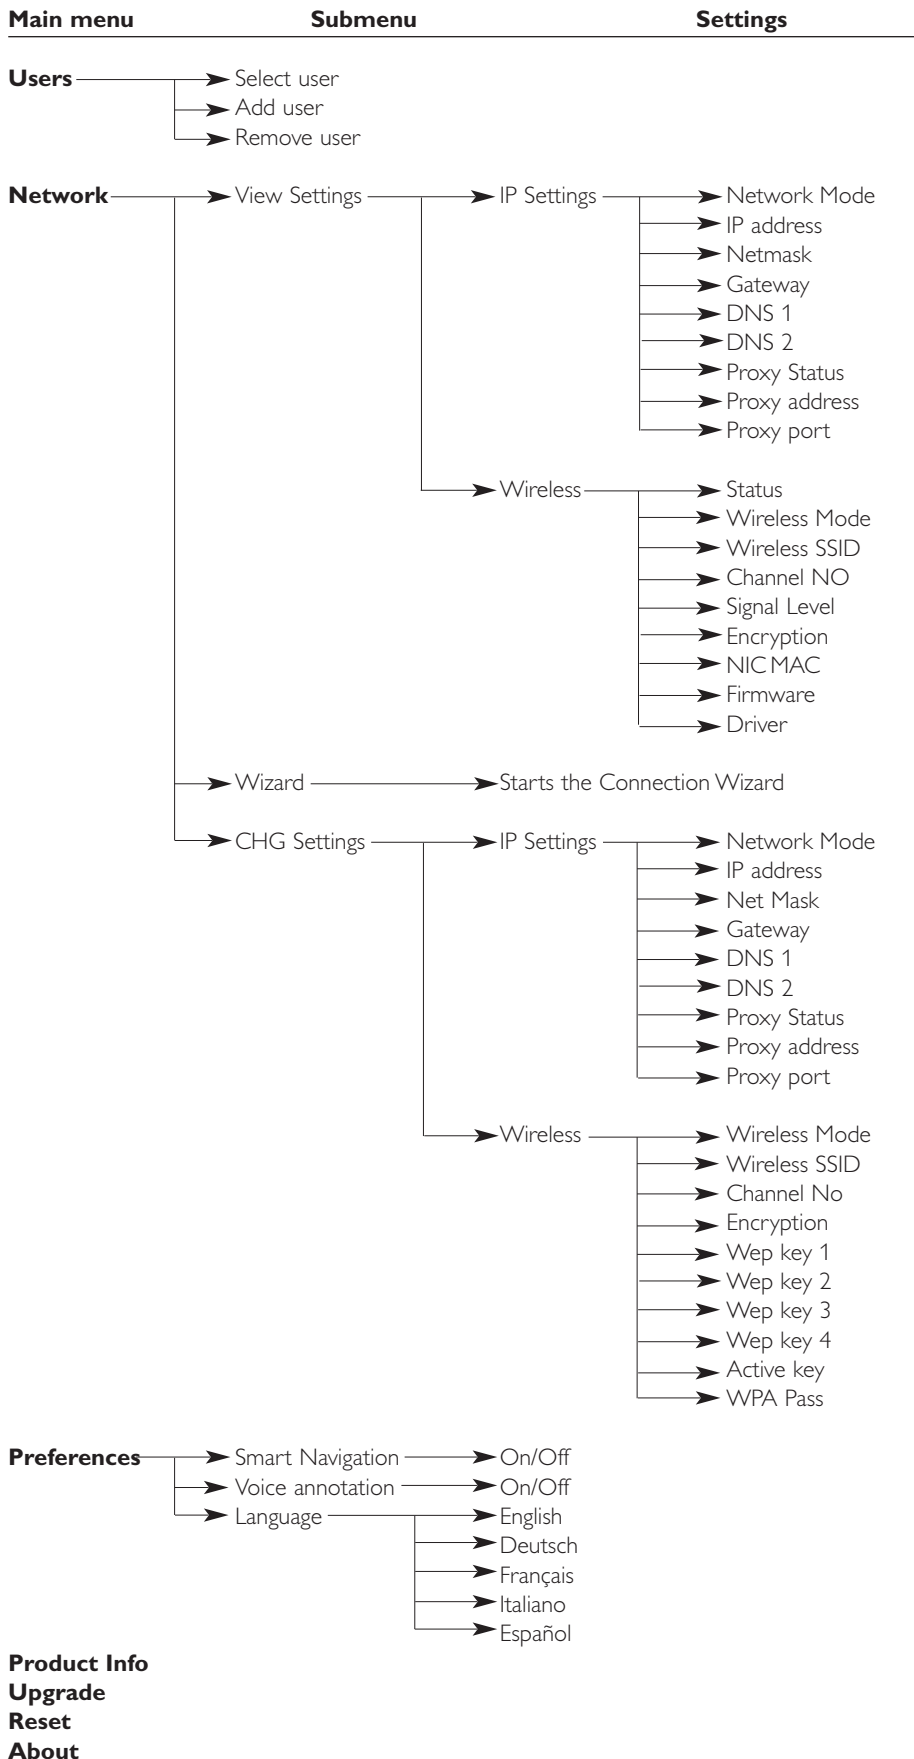 Main menu Submenu Settings
Users Select user
Add user
Remove user
Network View Settings IP Settings Network Mode
IP address
Netmask
Gateway
DNS 1
DNS 2
Proxy Status
Proxy address
Proxy port
Wireless Status
Wireless Mode
Wireless SSID
Channel NO
Signal Level
Encryption
NIC MAC
Firmware
Driver
Wizard Starts the Connection Wizard
CHG Settings IP Settings Network Mode
IP address
Net Mask
Gateway
DNS 1
DNS 2
Proxy Status
Proxy address
Proxy port
Wireless Wireless Mode
Wireless SSID
Channel No
Encryption
Wep key 1
Wep key 2
Wep key 3
Wep key 4
Active key
WPA Pass
Preferences Smart Navigation On/Off
Voice annotation On/Off
Language English
Deutsch
Français
Italiano
Español
Product Info
Upgrade
Reset
About